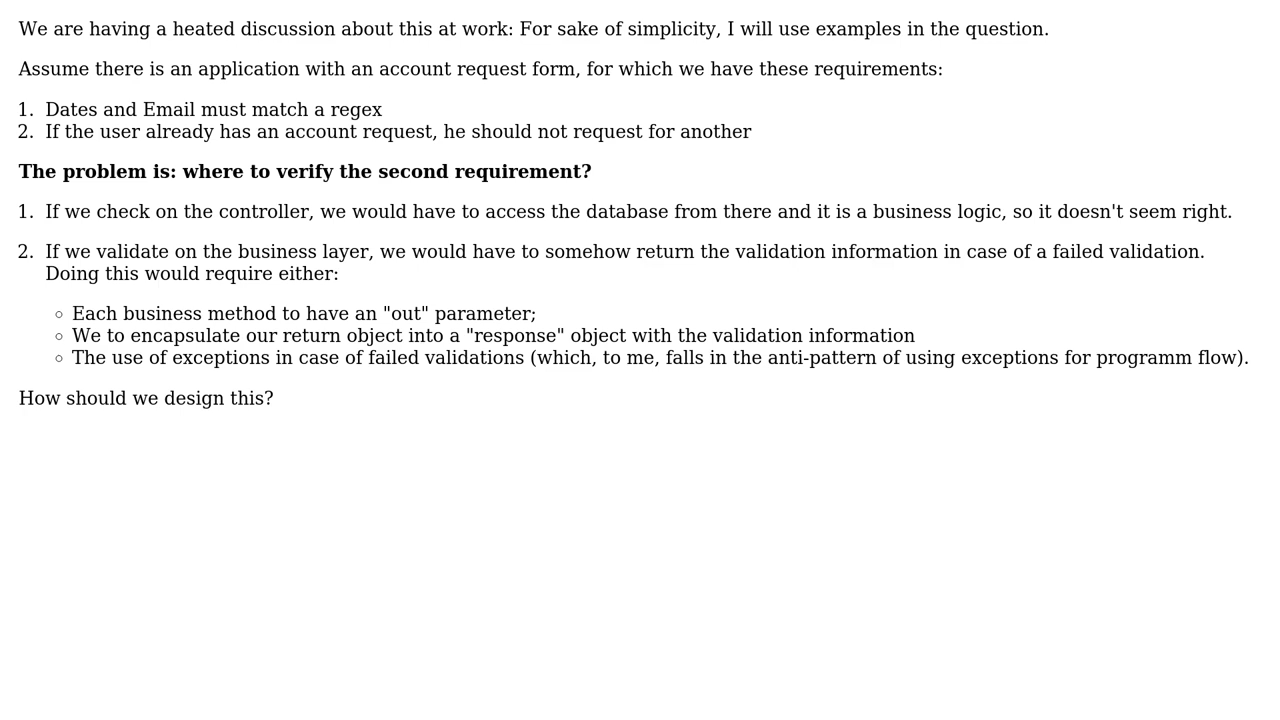 We are having a heated discussion about this at work: For sake of simplicity, I will use examples in the question.
Assume there is an application with an account request form, for which we have these requirements:
1. Dates and Email must match a regex
2. If the user already has an account request, he should not request for another
The problem is: where to verify the second requirement?
1. If we check on the controller, we would have to access the database from there and it is a business logic, so it doesn't seem right.
2. If we validate on the business layer, we would have to somehow return the validation information in case of a failed validation.
Doing this would require either:
◦ Each business method to have an "out" parameter;
◦ We to encapsulate our return object into a "response" object with the validation information
◦ The use of exceptions in case of failed validations (which, to me, falls in the anti-pattern of using exceptions for programm flow).
How should we design this?